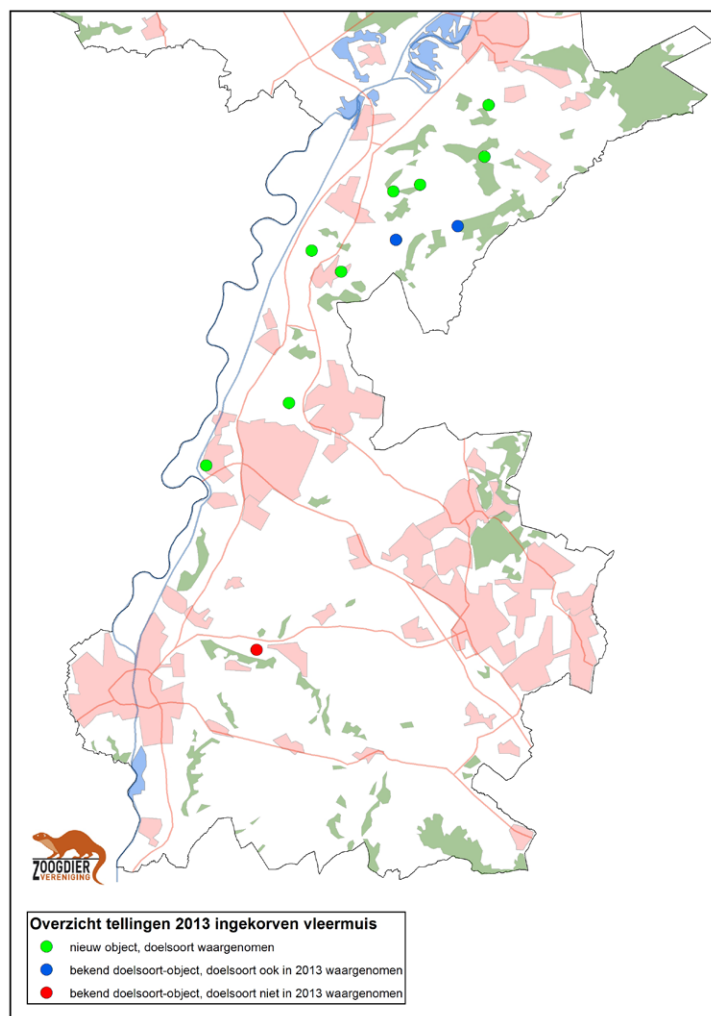 ZOOGDIER
VERENIGING
Overzicht tellingen 2013 ingekorven vleermuis
nieuw object, doelsoort waargenomen
bekend doelsoort-object, doelsoort ook in 2013 waargenomen
bekend doelsoort-object, doelsoort niet in 2013 waargenomen